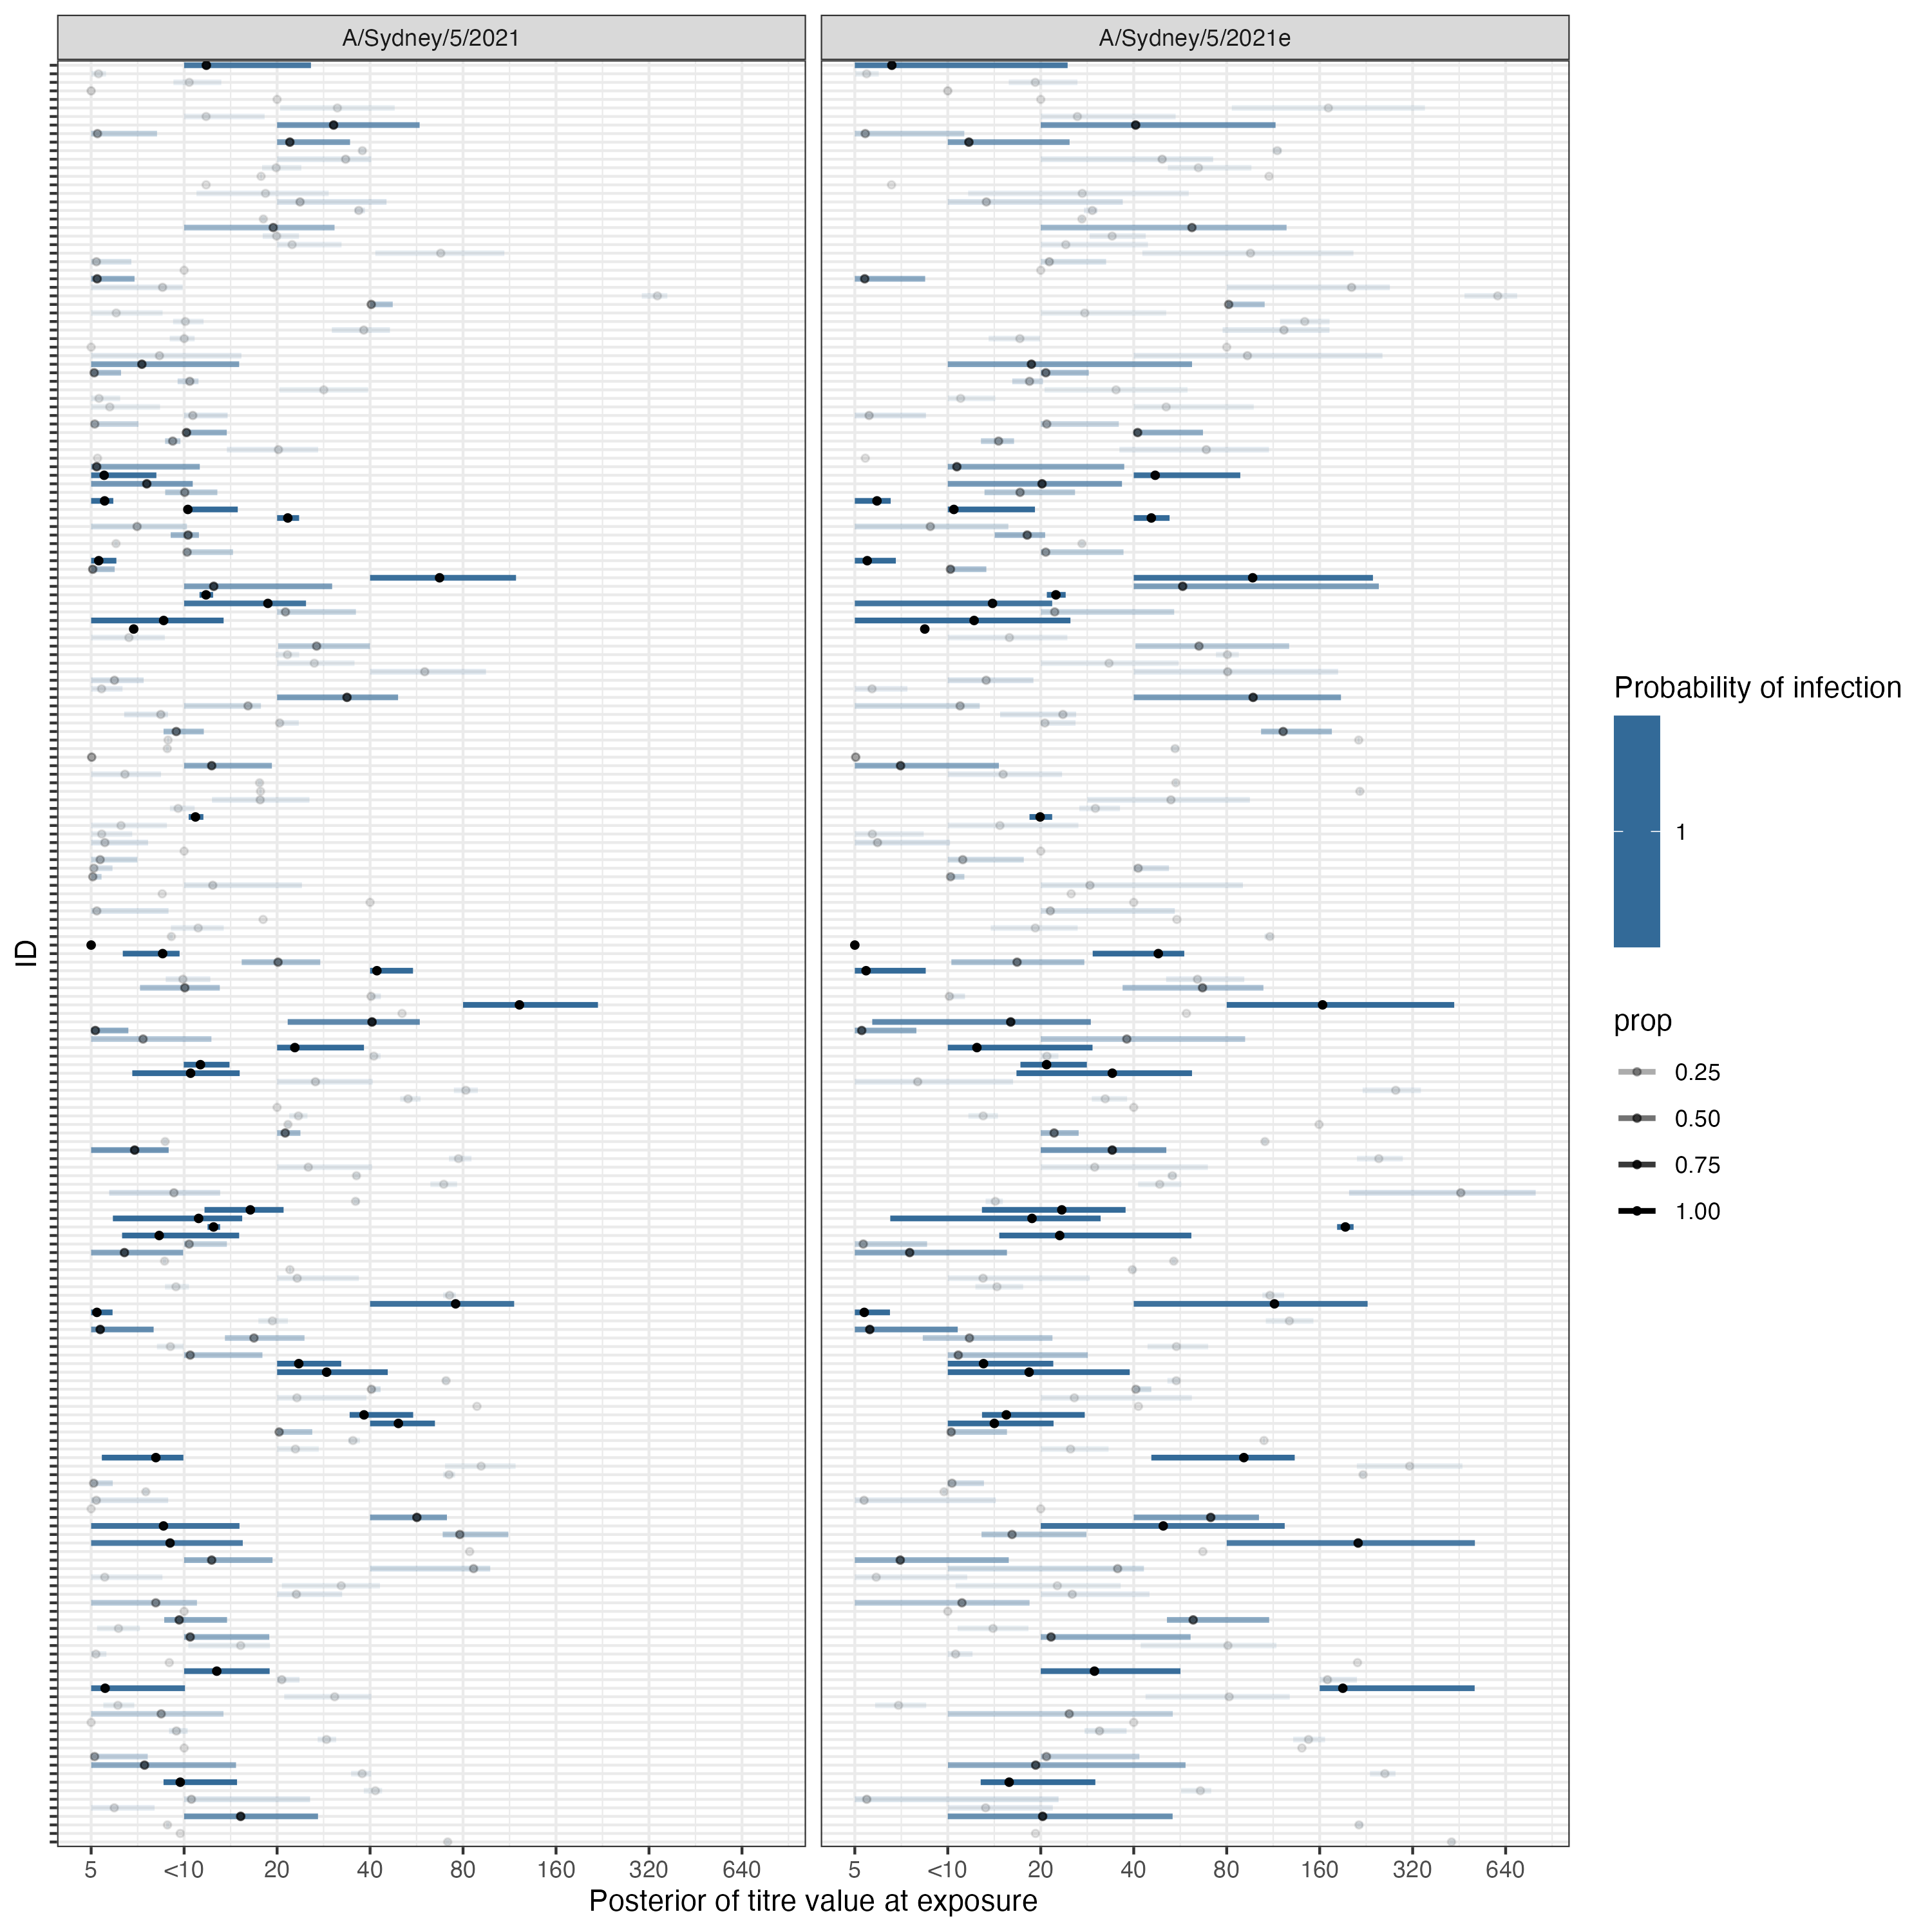 A/Sydney/5/2021
A/Sydney/5/2021e
ID
5 <10 20 40 80 160 320 640
5 <10 20 40 80 160 320 640
Posterior of titre value at exposure
Probability of infection
1
prop
0.25
0.50
0.75
1.00